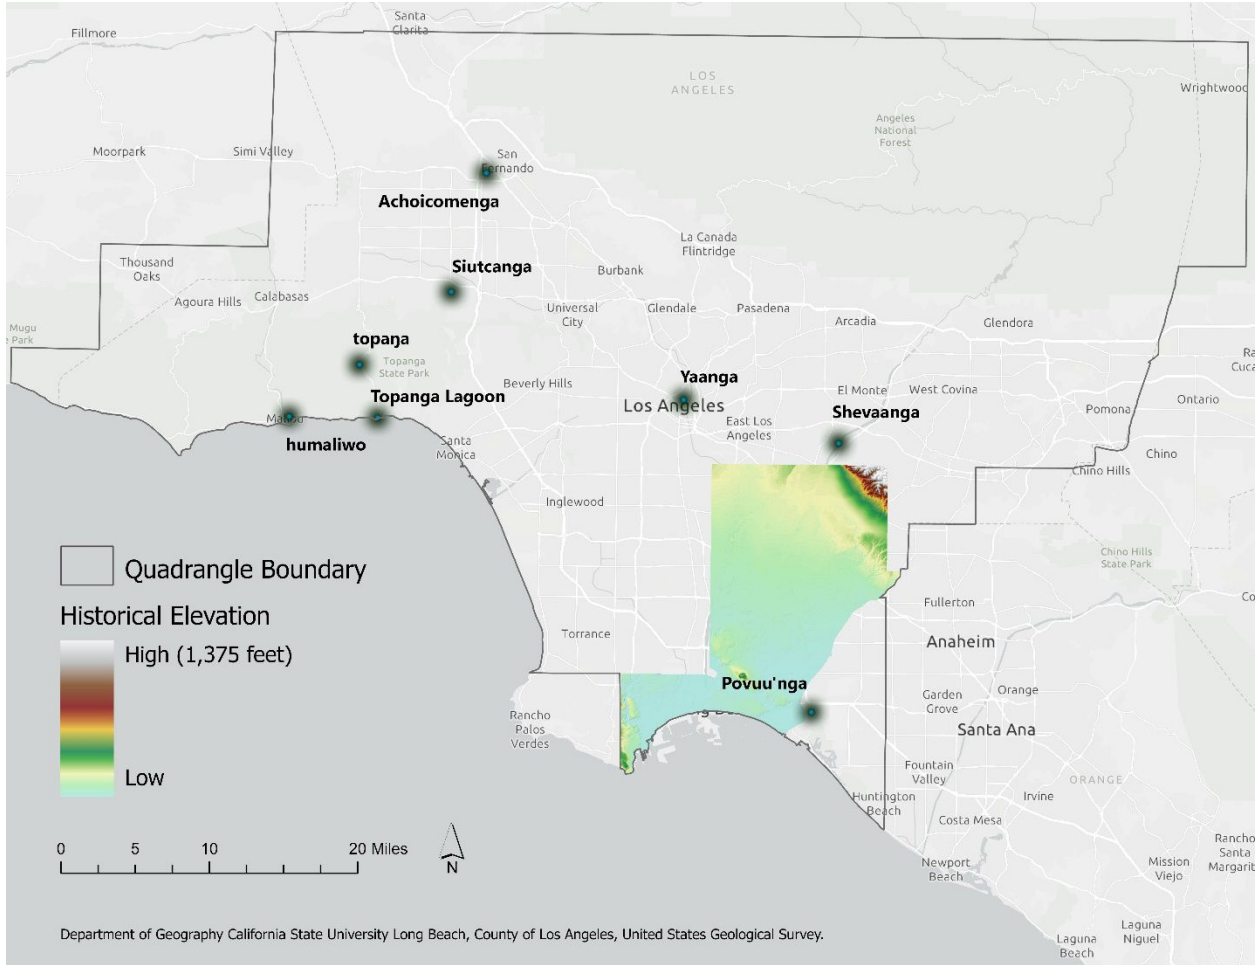 Santa
Clarita
Fillmore
LOS
ANGELES
Wrightwood
Angeles
National
Forest
Moorpark
Simi Valley
San
Fernando
Achoicomenga
La Canada
Flintridge
Thousand
Oaks
Siutcanga
Burbank
Agoura Hills
Calabasas
Universal
City
Glendale
Pasadena
Arcadia
Glendora
Mugu
Park
topaŋa
Topanga
State Park
Beverly Hills
Yaanga
El Monte
West Covina
Topanga Lagoon
Los Angeles
Shevaanga
Pomona
Ontario
East Los
Angeles
humaliwo
Santa
Monica
Chino
Chino Hills
Inglewood
Quadrangle Boundary
Chino Hills
State Park
Historical Elevation
High (1,375 feet)
Low
Fullerton
Torrance
Anaheim
Povuu'nga
Garden
Grove
Orange
Rancho
Palos
Verdes
Santa Ana
Fountain
Valley
ORANGE
Huntington
Beach
Irvine
Costa Mesa
Rancho
Santa
Margarit
Newport
Beach
Mission
Viejo
0 5 10 20 Miles
N
Laguna
Niguel
Laguna
Beach
Department of Geography California State University Long Beach, County of Los Angeles, United States Geological Survey.